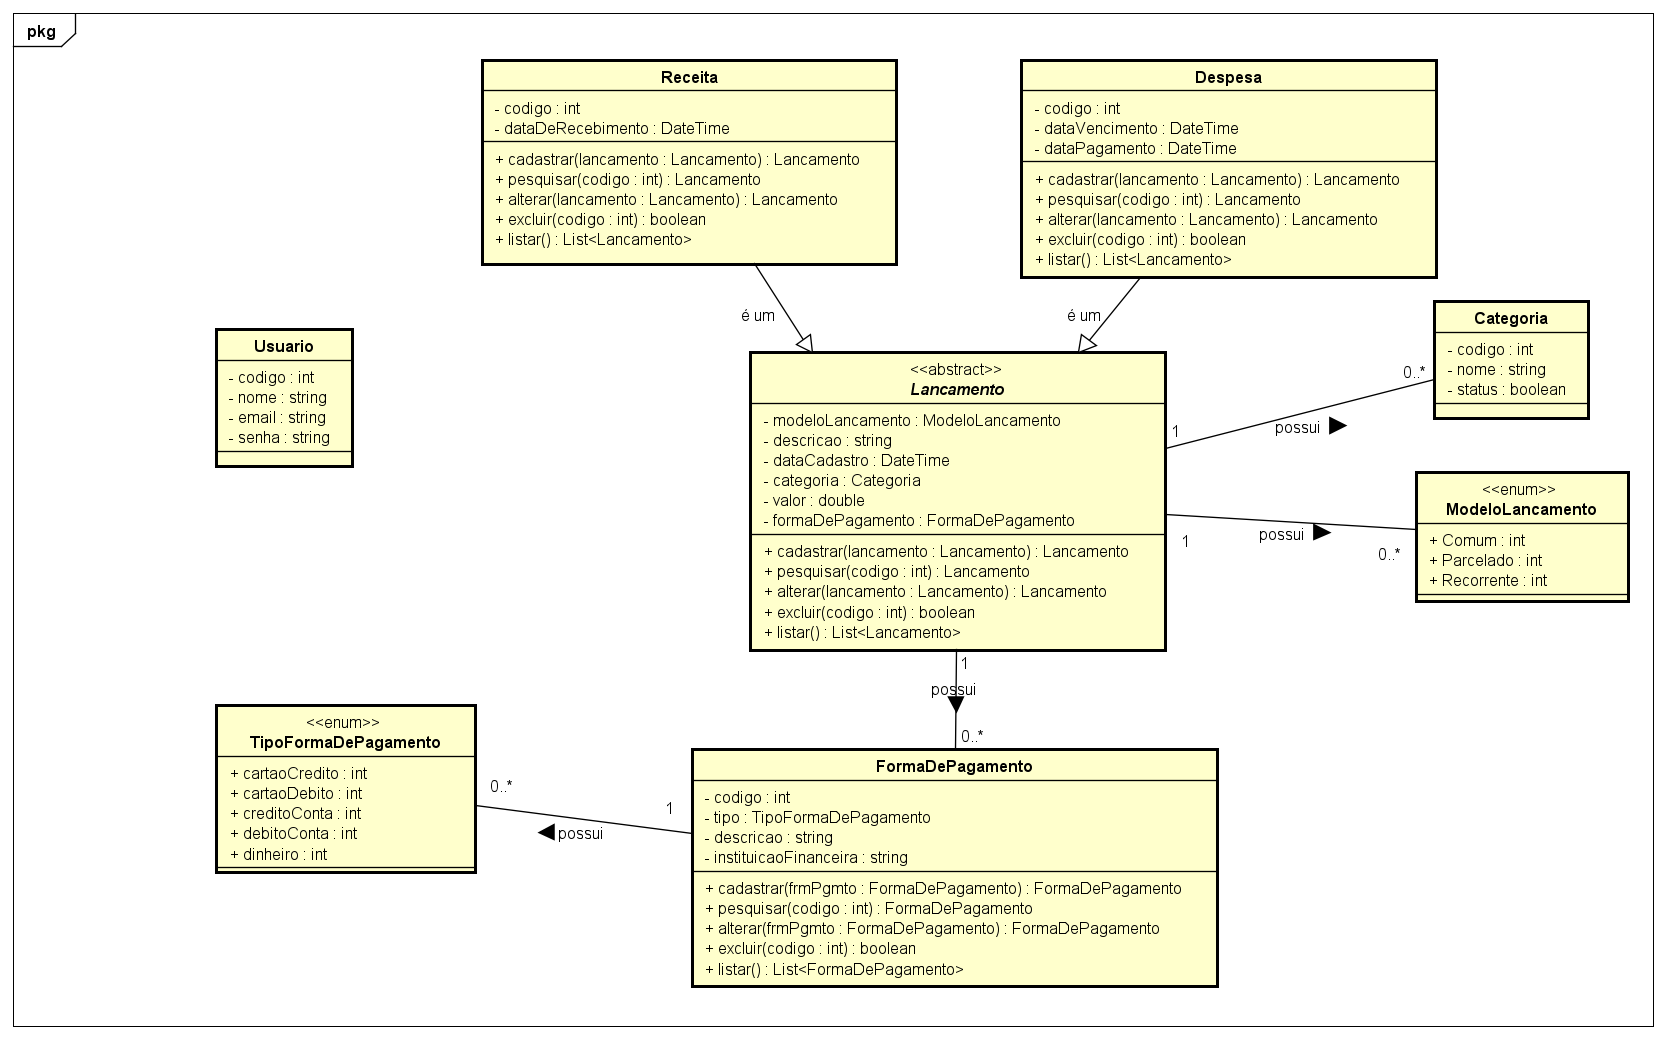 pkg
Receita
- codigo : int
- dataDeRecebimento : DateTime
+ cadastrar(lancamento : Lancamento) : Lancamento
+ pesquisar(codigo : int) : Lancamento
+ alterar(lancamento : Lancamento) : Lancamento
+ excluir(codigo : int) : boolean
+ listar() : List<Lancamento>
Despesa
- codigo : int
- dataVencimento : DateTime
- dataPagamento : DateTime
+ cadastrar(lancamento : Lancamento) : Lancamento
+ pesquisar(codigo : int) : Lancamento
+ alterar(lancamento : Lancamento) : Lancamento
+ excluir(codigo : int) : boolean
+ listar() : List<Lancamento>
é um
é um
Usuario
- codigo : int
- nome : string
- email : string
- senha : string
<<abstract>>
Lancamento
- modeloLancamento : ModeloLancamento
- descricao : string
- dataCadastro : DateTime
- categoria : Categoria
- valor : double
- formaDePagamento : FormaDePagamento
+ cadastrar(lancamento : Lancamento) : Lancamento
+ pesquisar(codigo : int) : Lancamento
+ alterar(lancamento : Lancamento) : Lancamento
+ excluir(codigo : int) : boolean
+ listar() : List<Lancamento>
Categoria
- codigo : int
- nome : string
- status : boolean
0..*
1
possui
<<enum>>
ModeloLancamento
+ Comum : int
+ Parcelado : int
+ Recorrente : int
1
possui
0..*
1
possui
0..*
<<enum>>
TipoFormaDePagamento
+ cartaoCredito : int
+ cartaoDebito : int
+ creditoConta : int
+ debitoConta : int
+ dinheiro : int
0..*
1
possui
FormaDePagamento
- codigo : int
- tipo : TipoFormaDePagamento
- descricao : string
- instituicaoFinanceira : string
+ cadastrar(frmPgmto : FormaDePagamento) : FormaDePagamento
+ pesquisar(codigo : int) : FormaDePagamento
+ alterar(frmPgmto : FormaDePagamento) : FormaDePagamento
+ excluir(codigo : int) : boolean
+ listar() : List<FormaDePagamento>